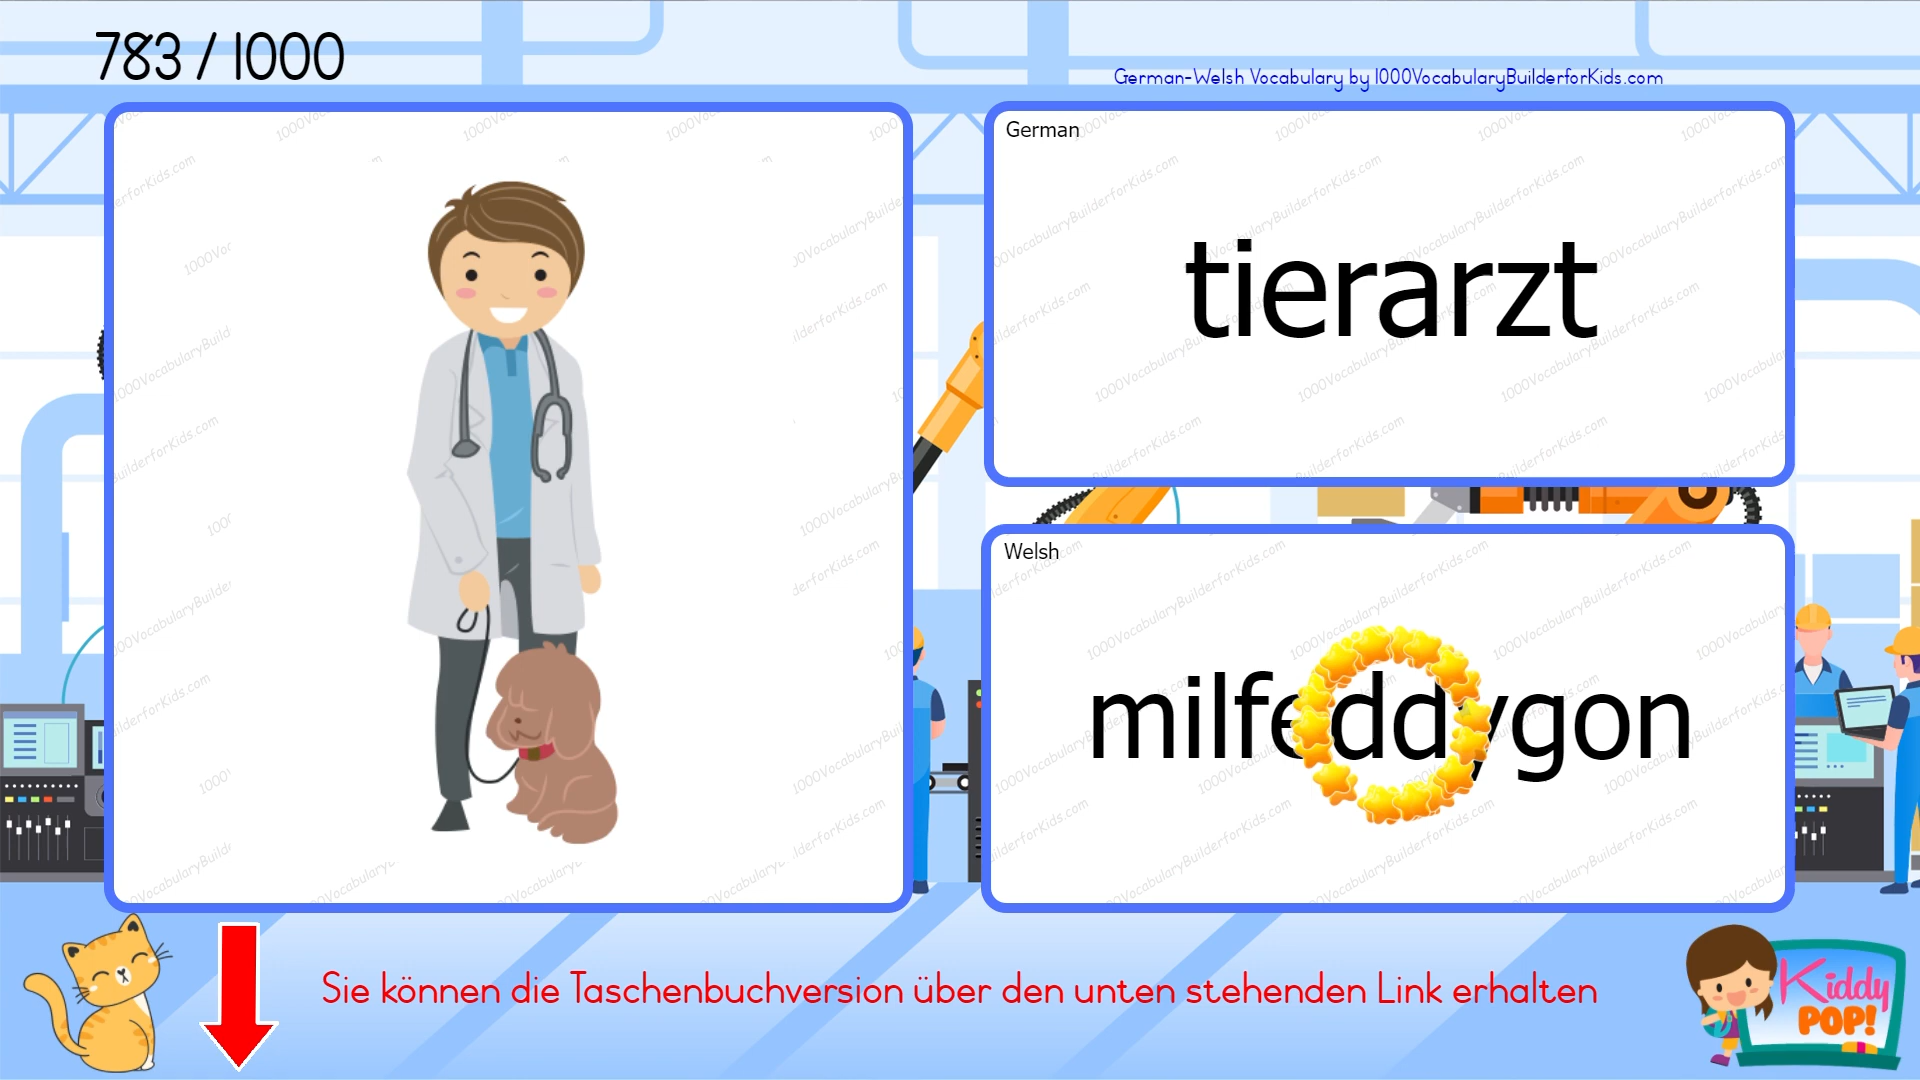 783 / 1000
German-Welsh Vocabulary by 1000VocabularyBuilderforKids.com
German
tierarzt
Welsh
milfeddygon
Sie können die Taschenbuchversion über den unten stehenden Link erhalten
Kiddy
POP!